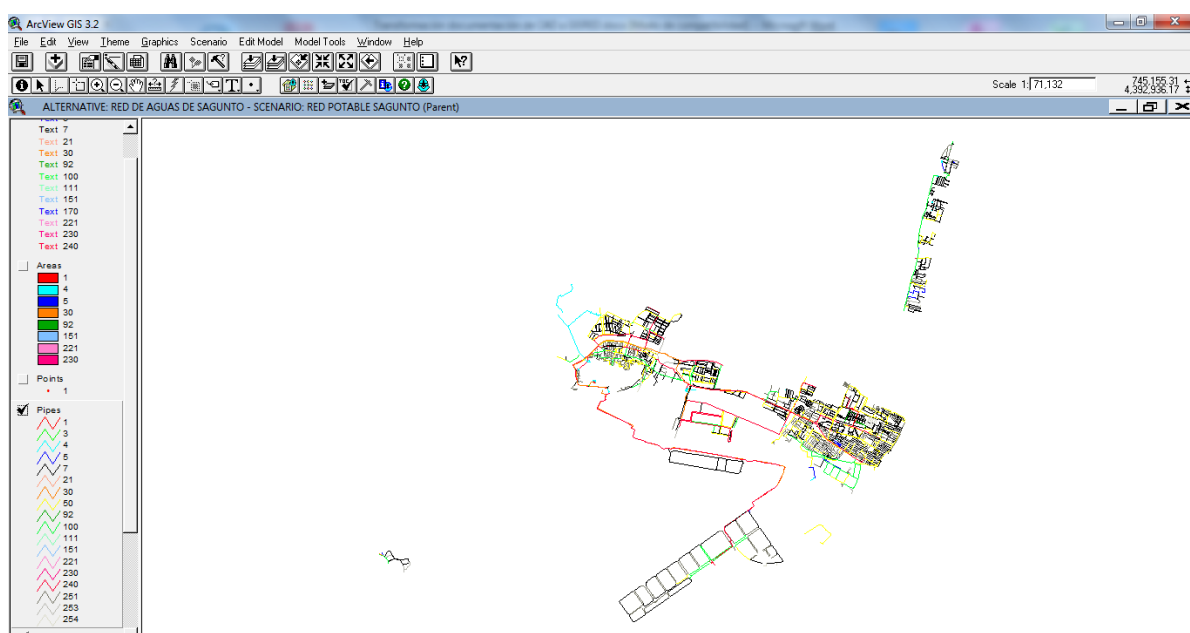 ArcView GIS 3.2
File Edit View Theme Graphics Scenario Edit Model Model Tools Window Help
Scale 1: 71,132
745,155.31
4,392,936.17
ALTERNATIVE: RED DE AGUAS DE SAGUNTO - SCENARIO: RED POTABLE SAGUNTO (Parent)
Text 7
Text 21
Text 30
Text 92
Text 100
Text 111
Text 151
Text 170
Text 221
Text 230
Text 240
Areas
1
4
5
30
92
151
221
230
Points
1
Pipes
1
3
4
5
7
21
30
50
92
100
111
151
221
230
240
251
253
254